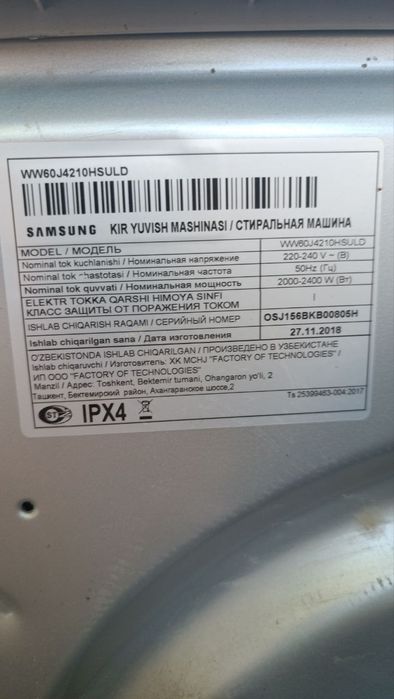 WW60J4210HSULD
SAMSUNG KIR YUVISH MASHINASI / СТИРАЛЬНАЯ МАШИНА
MODEL / МОДЕЛЬ WW60J4210HSULD
Nominal tok kuchlanishi / Номинальное напряжение 220-240 V ~ (В)
Nominal tok chastotasi / Номинальная частота 50Hz (Гц)
Nominal tok quvvati / Номинальная мощность 2000-2400 W (Вт)
ELEKTR TOKKA QARSHI HIMOYA SINFI
КЛАСС ЗАЩИТЫ ОТ ПОРАЖЕНИЯ ТОКОМ I
ISHLAB CHIQARISH RAQAMI / СЕРИЙНЫЙ НОМЕР OSJ156BKB00805H
Ishlab chiqarilgan sana / Дата изготовления 27.11.2018
O'ZBEKISTONDA ISHLAB CHIQARILGAN / ПРОИЗВЕДЕНО В УЗБЕКИСТАНЕ
Ishlab chiqaruvchi / Изготовитель: XK MCHJ "FACTORY OF TECHNOLOGIES" /
ИП ООО "FACTORY OF TECHNOLOGIES"
Manzil / Адрес: Toshkent, Bektemir tumani, Ohangaron yo'li, 2
Ташкент, Бектемирский район, Ахангаранское шоссе,2
Ts 25399463-004:2017
IPX4